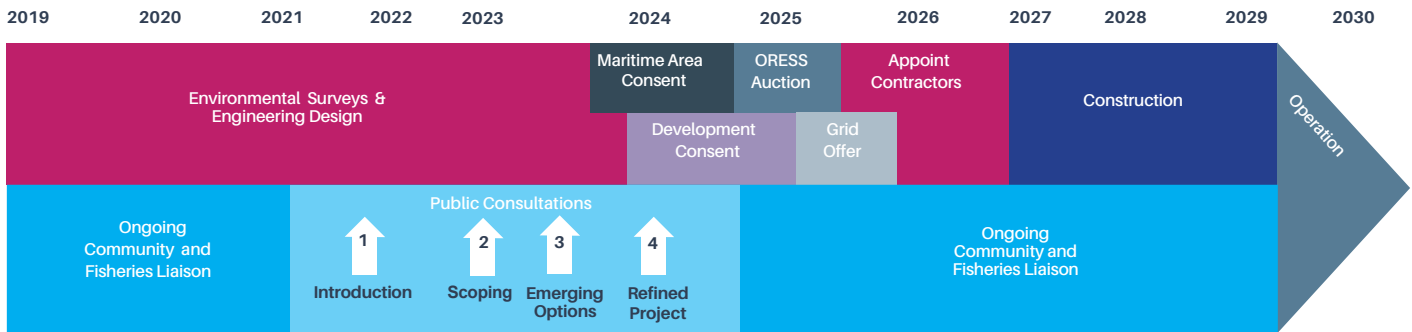 2019 2020 2021 2022 2023 2024 2025 2026 2027 2028 2029 2030
Environmental Surveys &
Engineering Design
Maritime Area
Consent
ORESS
Auction
Appoint
Contractors
Development
Consent
Grid
Offer
Construction
Operation
Ongoing
Community and
Fisheries Liaison
Public Consultations
1
Introduction
2
Scoping
3
Emerging
Options
4
Refined
Project
Ongoing
Community and
Fisheries Liaison